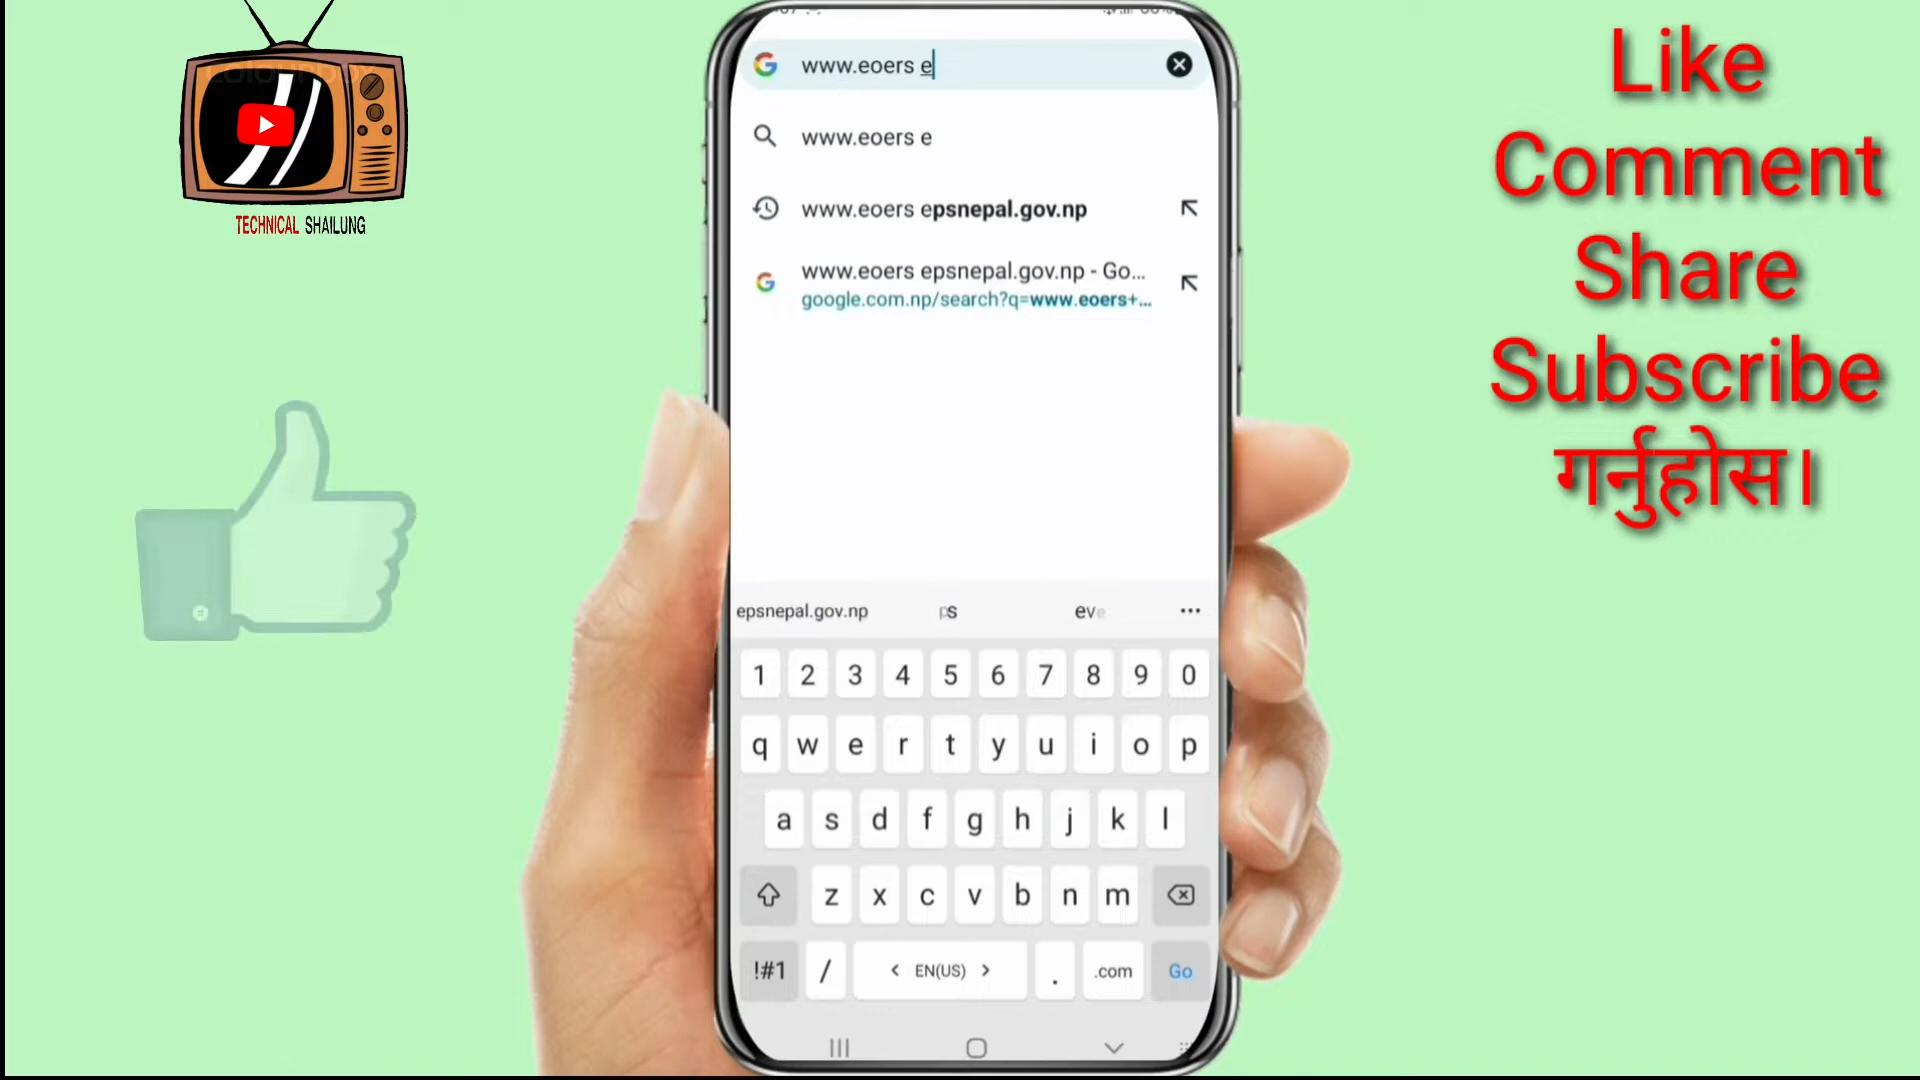 TECHNICAL SHAILUNG
www.eoers e
www.eoers e
www.eoers epsnepal.gov.np
www.eoers epsnepal.gov.np - Go...
google.com.np/search?q=www.eoers+...
epsnepal.gov.np ps eve
1 2 3 4 5 6 7 8 9 0
q w e r t y u i o p
a s d f g h j k l
z x c v b n m
!#1 / < EN(US) > . .com Go
Like
Comment
Share
Subscribe
गर्नुहोस।